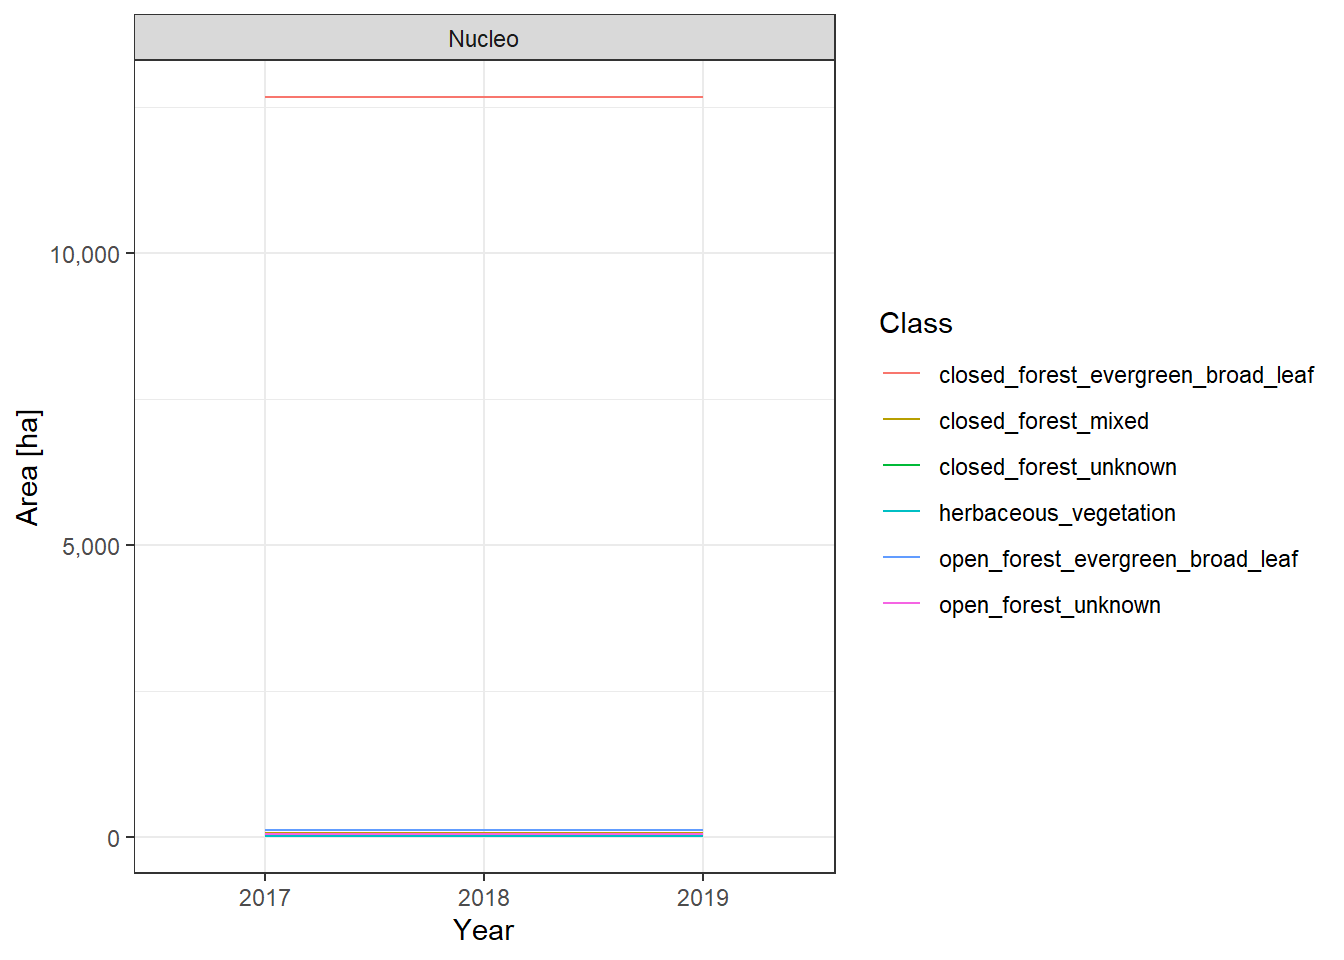 Nucleo
10,000
5,000
0
Area [ha]
2017 2018 2019
Year
Class
closed_forest_evergreen_broad_leaf
closed_forest_mixed
closed_forest_unknown
herbaceous_vegetation
open_forest_evergreen_broad_leaf
open_forest_unknown